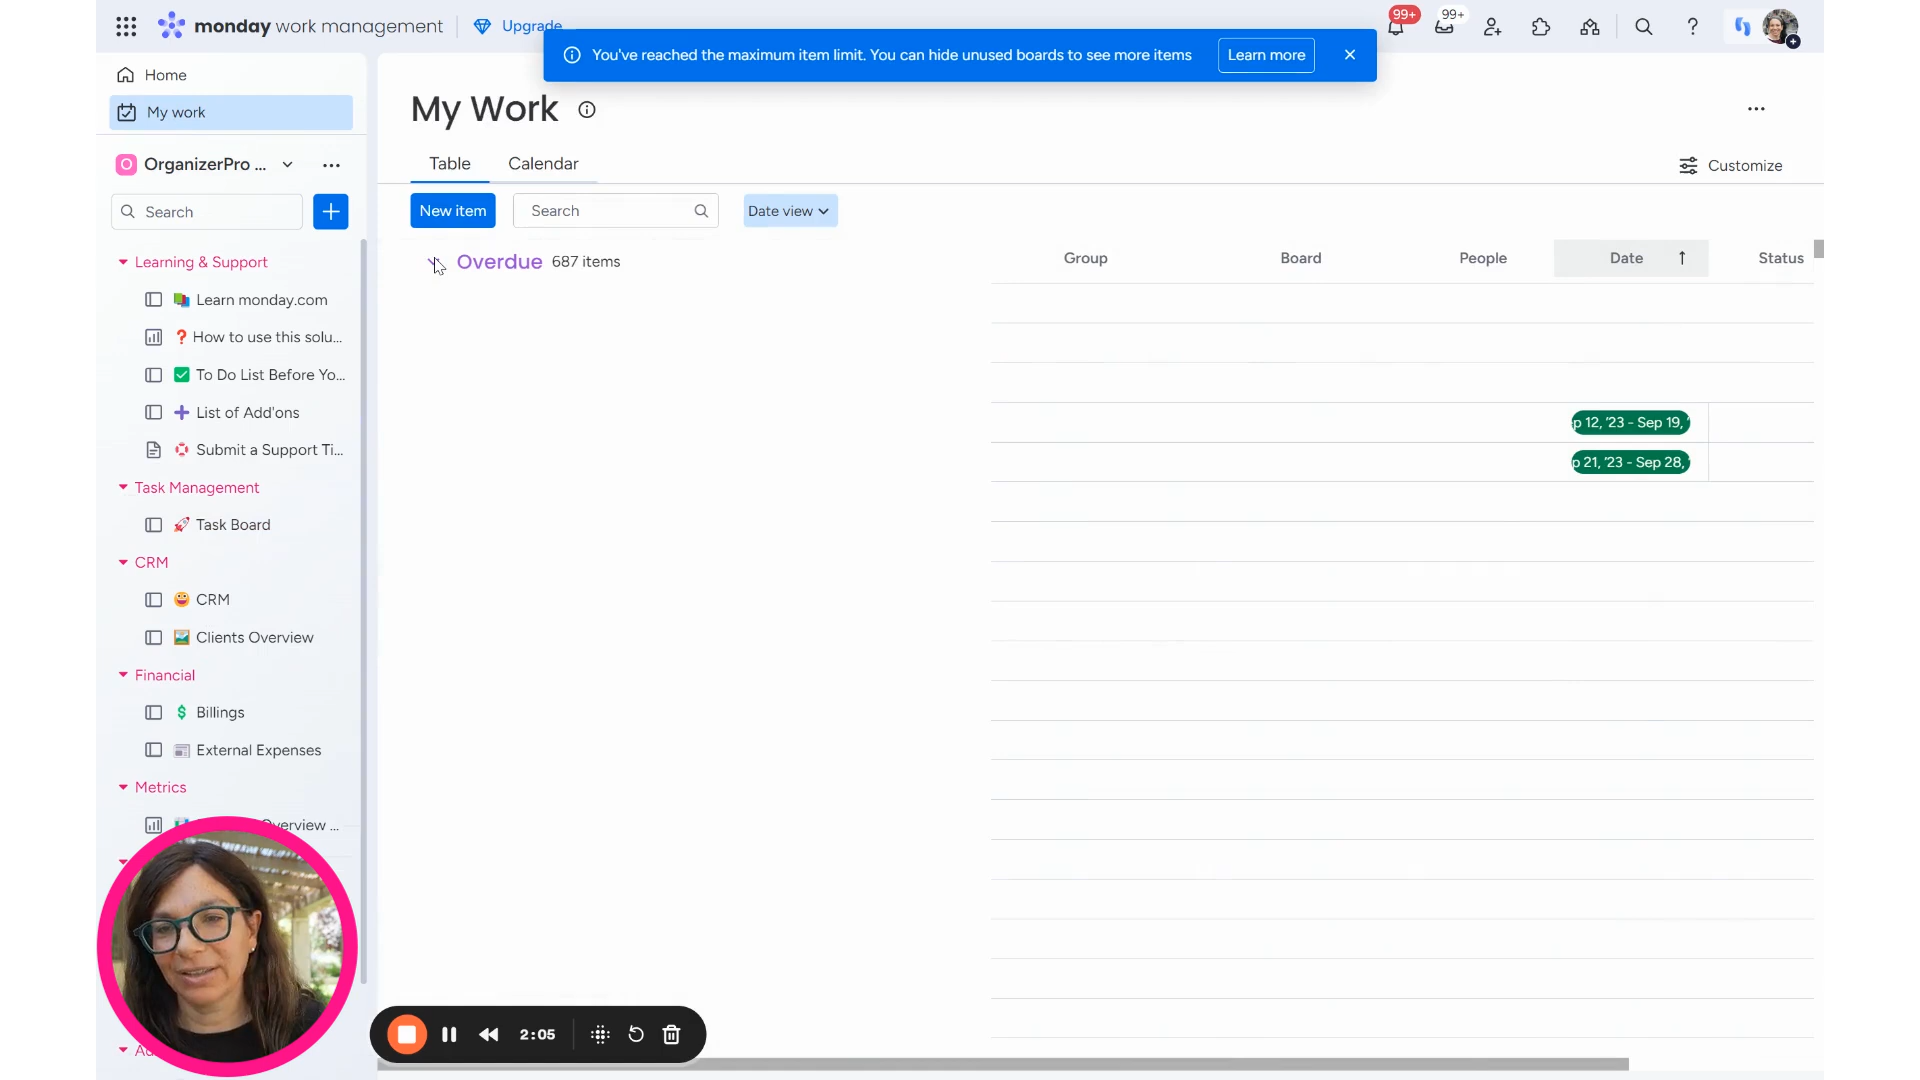 monday work management
Upgrade
99+
99+
You've reached the maximum item limit. You can hide unused boards to see more items
Learn more
Home
My work
OrganizerPro ...
Search
Learning & Support
Learn monday.com
How to use this solu...
To Do List Before Yo...
List of Add'ons
Submit a Support Ti...
Task Management
Task Board
CRM
CRM
Clients Overview
Financial
Billings
External Expenses
Metrics
Overview ...
My Work
Table
Calendar
Customize
New item
Search
Date view
Overdue 687 items
Group
Board
People
Date
Status
p 12, '23 - Sep 19, '
p 21, '23 - Sep 28, '
2:05